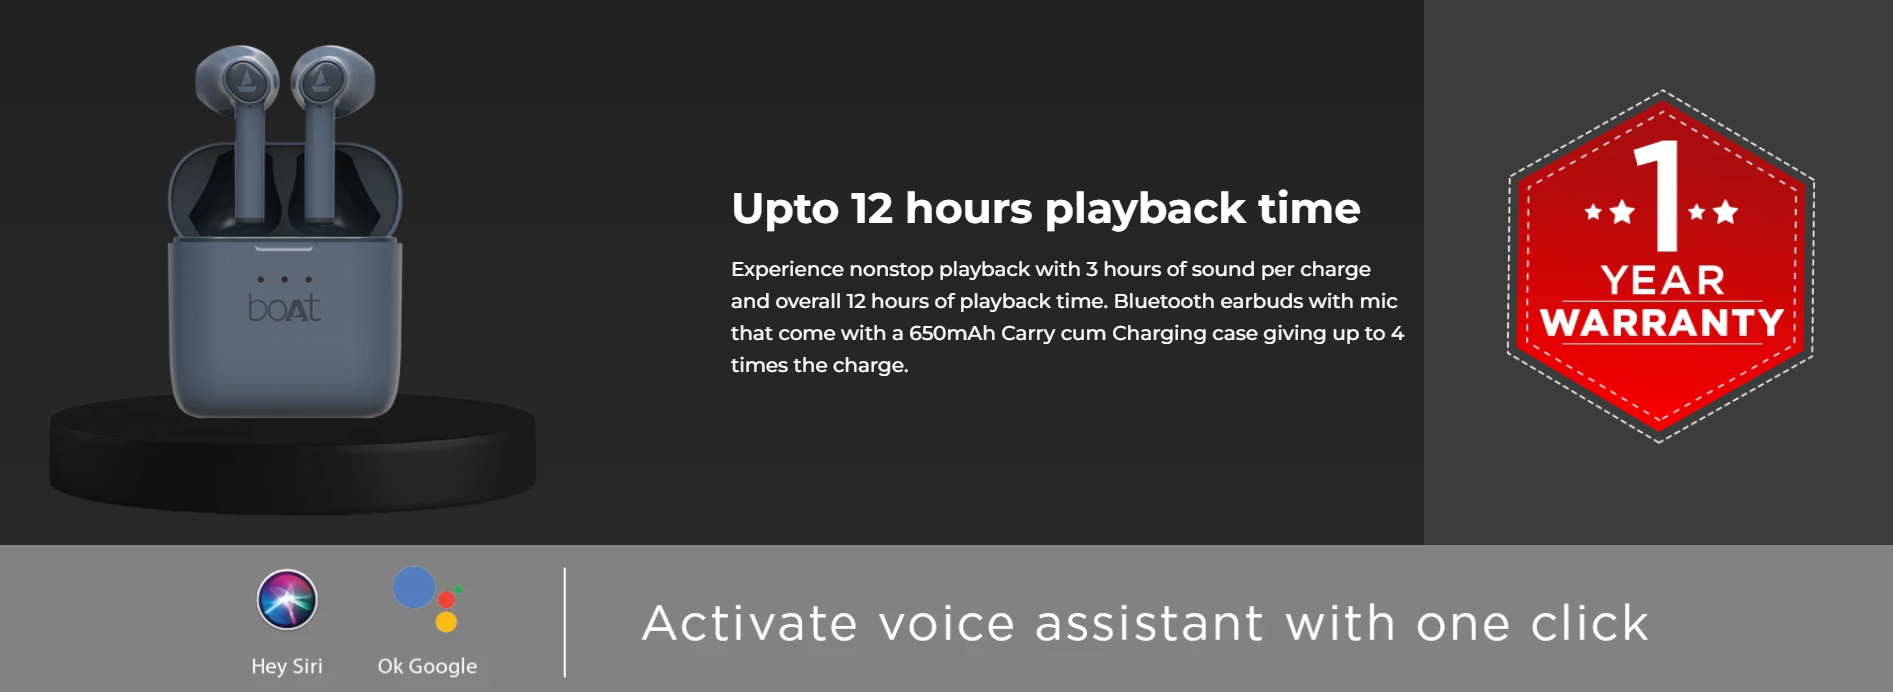 boAt
Upto 12 hours playback time
Experience nonstop playback with 3 hours of sound per charge
and overall 12 hours of playback time. Bluetooth earbuds with mic
that come with a 650mAh Carry cum Charging case giving up to 4
times the charge.
1
YEAR
WARRANTY
Hey Siri
Ok Google
Activate voice assistant with one click